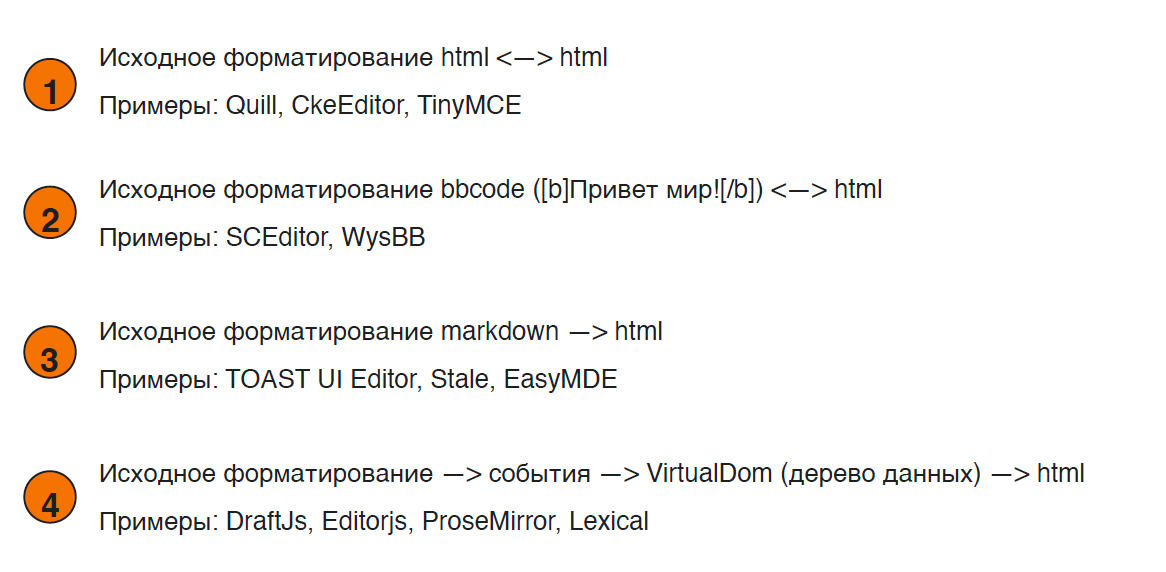 1
Исходное форматирование html <—> html
Примеры: Quill, CkeEditor, TinyMCE
2
Исходное форматирование bbcode ([b]Привет мир![/b]) <—> html
Примеры: SCEditor, WysBB
3
Исходное форматирование markdown —> html
Примеры: TOAST UI Editor, Stale, EasyMDE
4
Исходное форматирование —> события —> VirtualDom (дерево данных) —> html
Примеры: DraftJs, Editorjs, ProseMirror, Lexical